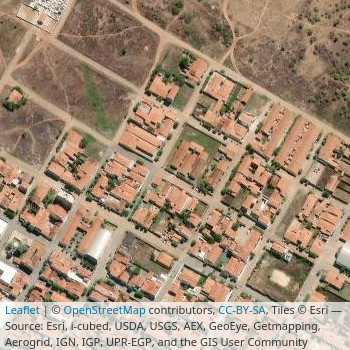 Leaflet | © OpenStreetMap contributors, CC-BY-SA, Tiles © Esri —
Source: Esri, i-cubed, USDA, USGS, AEX, GeoEye, Getmapping,
Aerogrid, IGN, IGP, UPR-EGP, and the GIS User Community